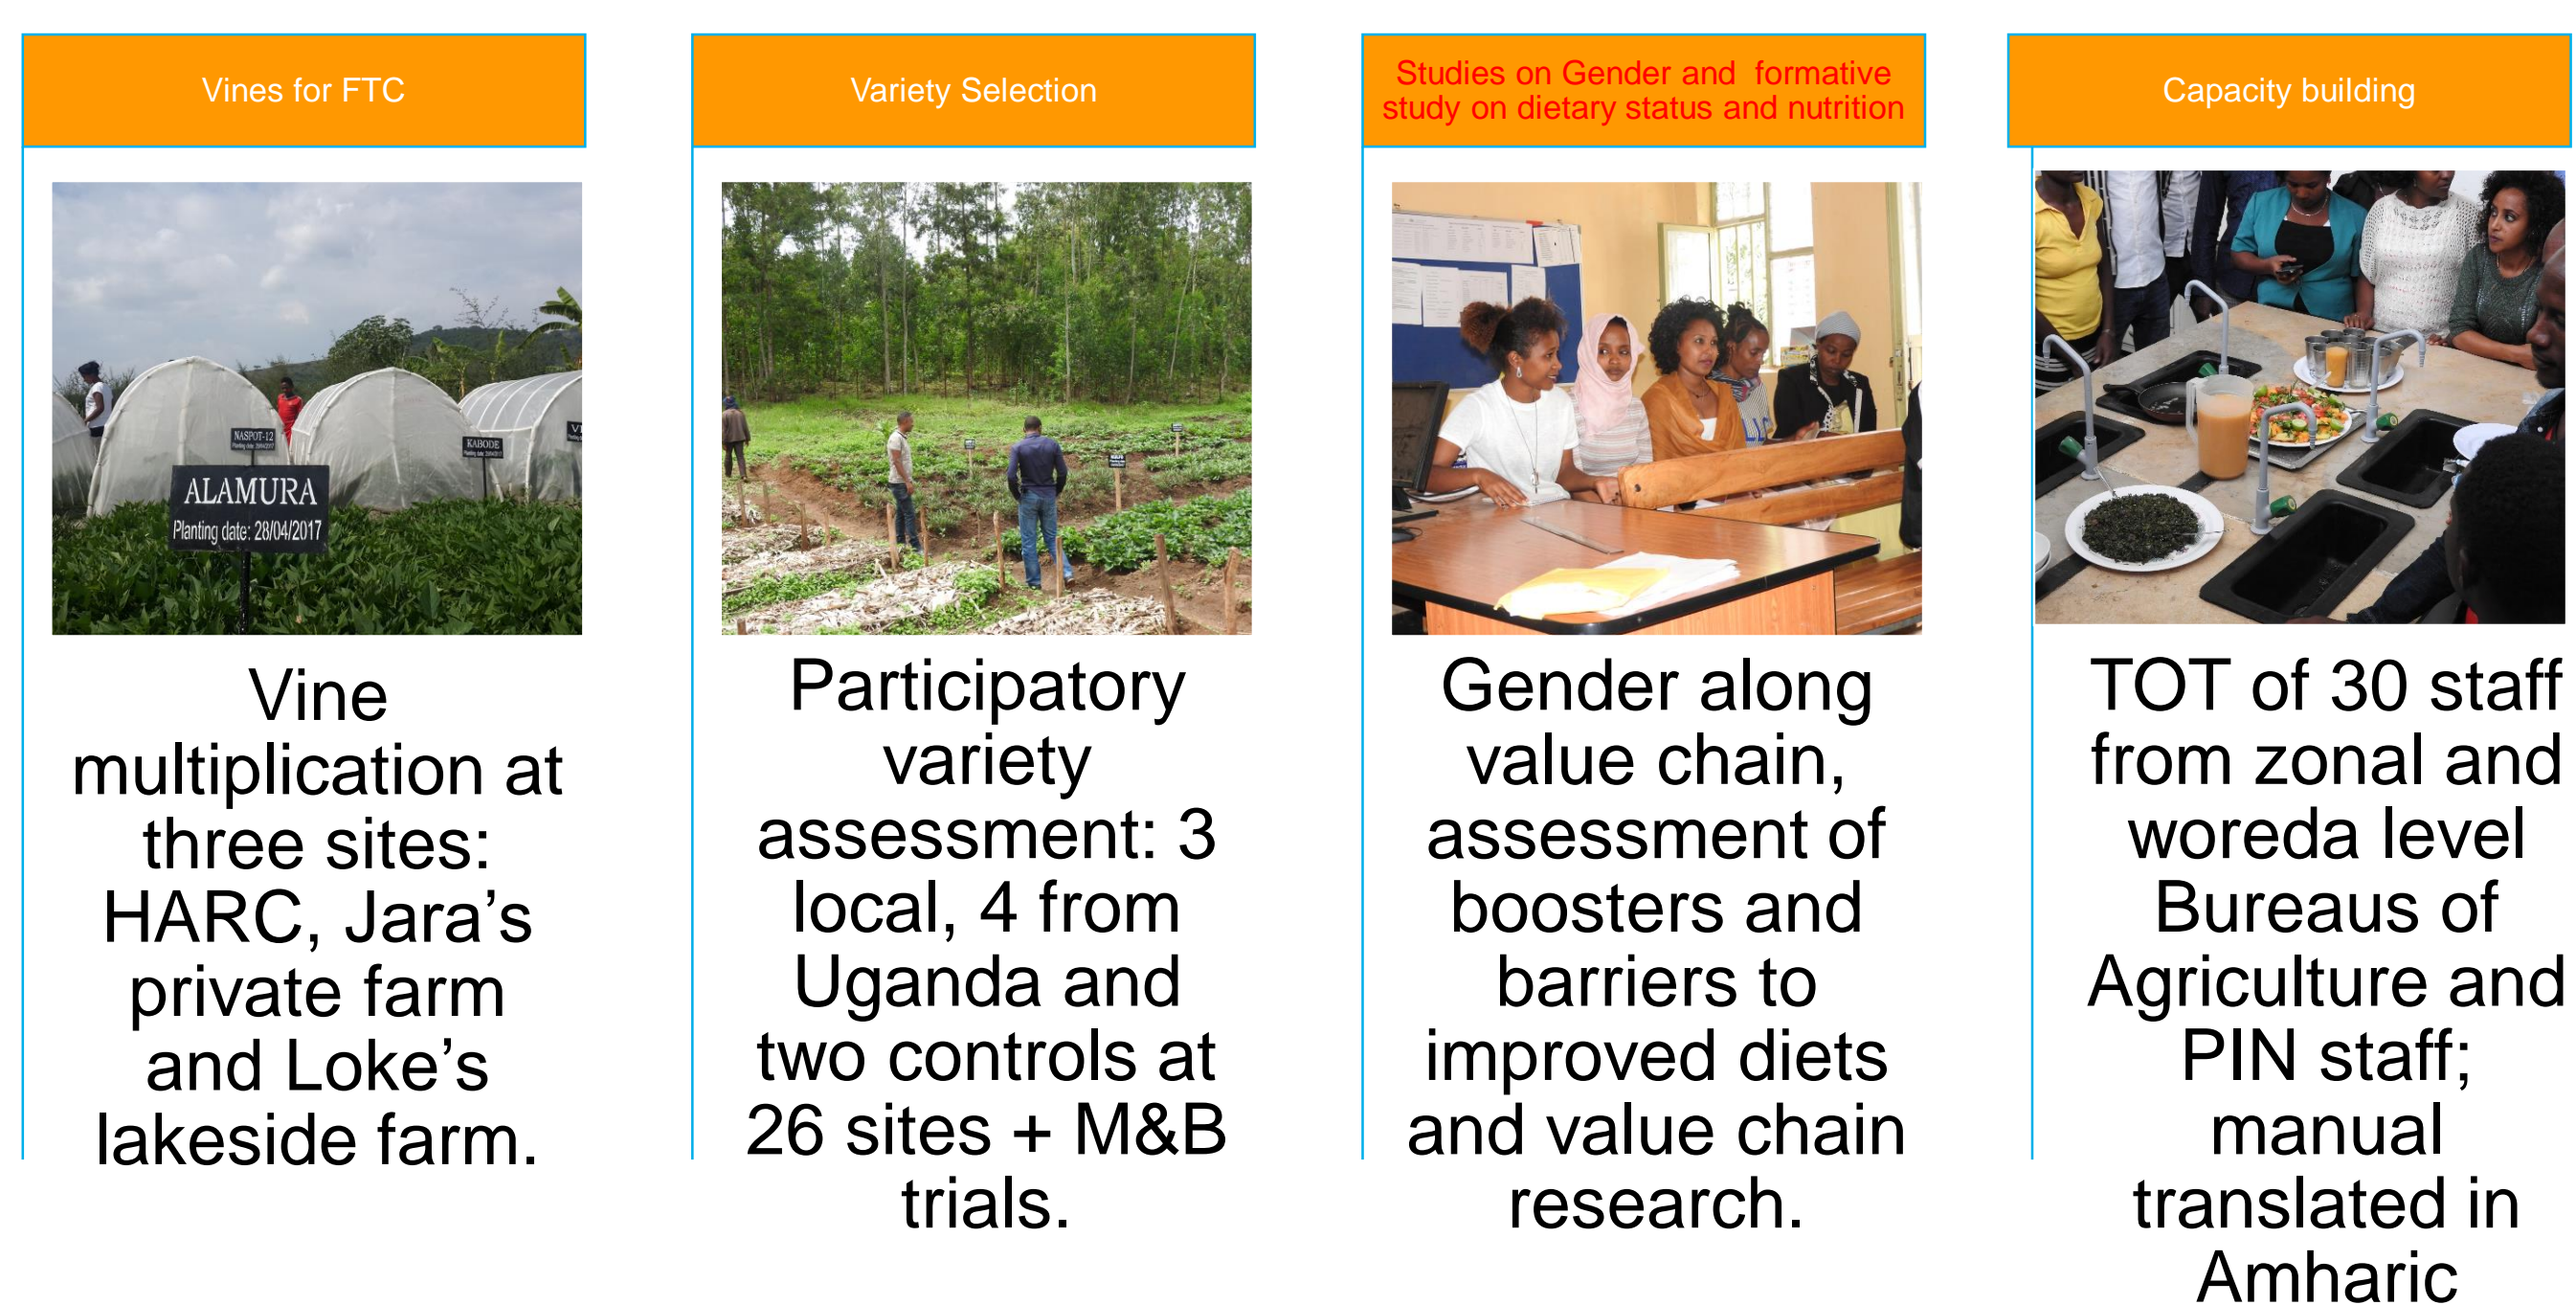 Vines for FTC
NASPOT-12
KABODE
ALAMURA
Planting date: 28/04/2017
Vine
multiplication at
three sites:
HARC, Jara’s
private farm
and Loke’s
lakeside farm.
Variety Selection
Participatory
variety
assessment: 3
local, 4 from
Uganda and
two controls at
26 sites + M&B
trials.
Studies on Gender and formative
study on dietary status and nutrition
Gender along
value chain,
assessment of
boosters and
barriers to
improved diets
and value chain
research.
Capacity building
TOT of 30 staff
from zonal and
woreda level
Bureaus of
Agriculture and
PIN staff;
manual
translated in
Amharic